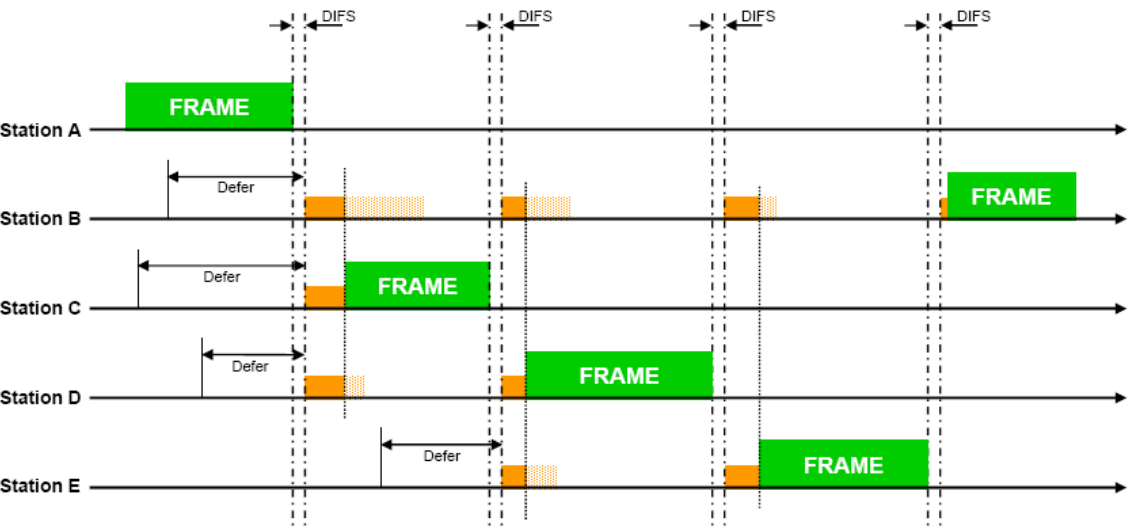 DIFS DIFS DIFS DIFS
FRAME
Station A
Defer
FRAME
Station B
Defer
FRAME
Station C
Defer
FRAME
Station D
Defer
FRAME
Station E